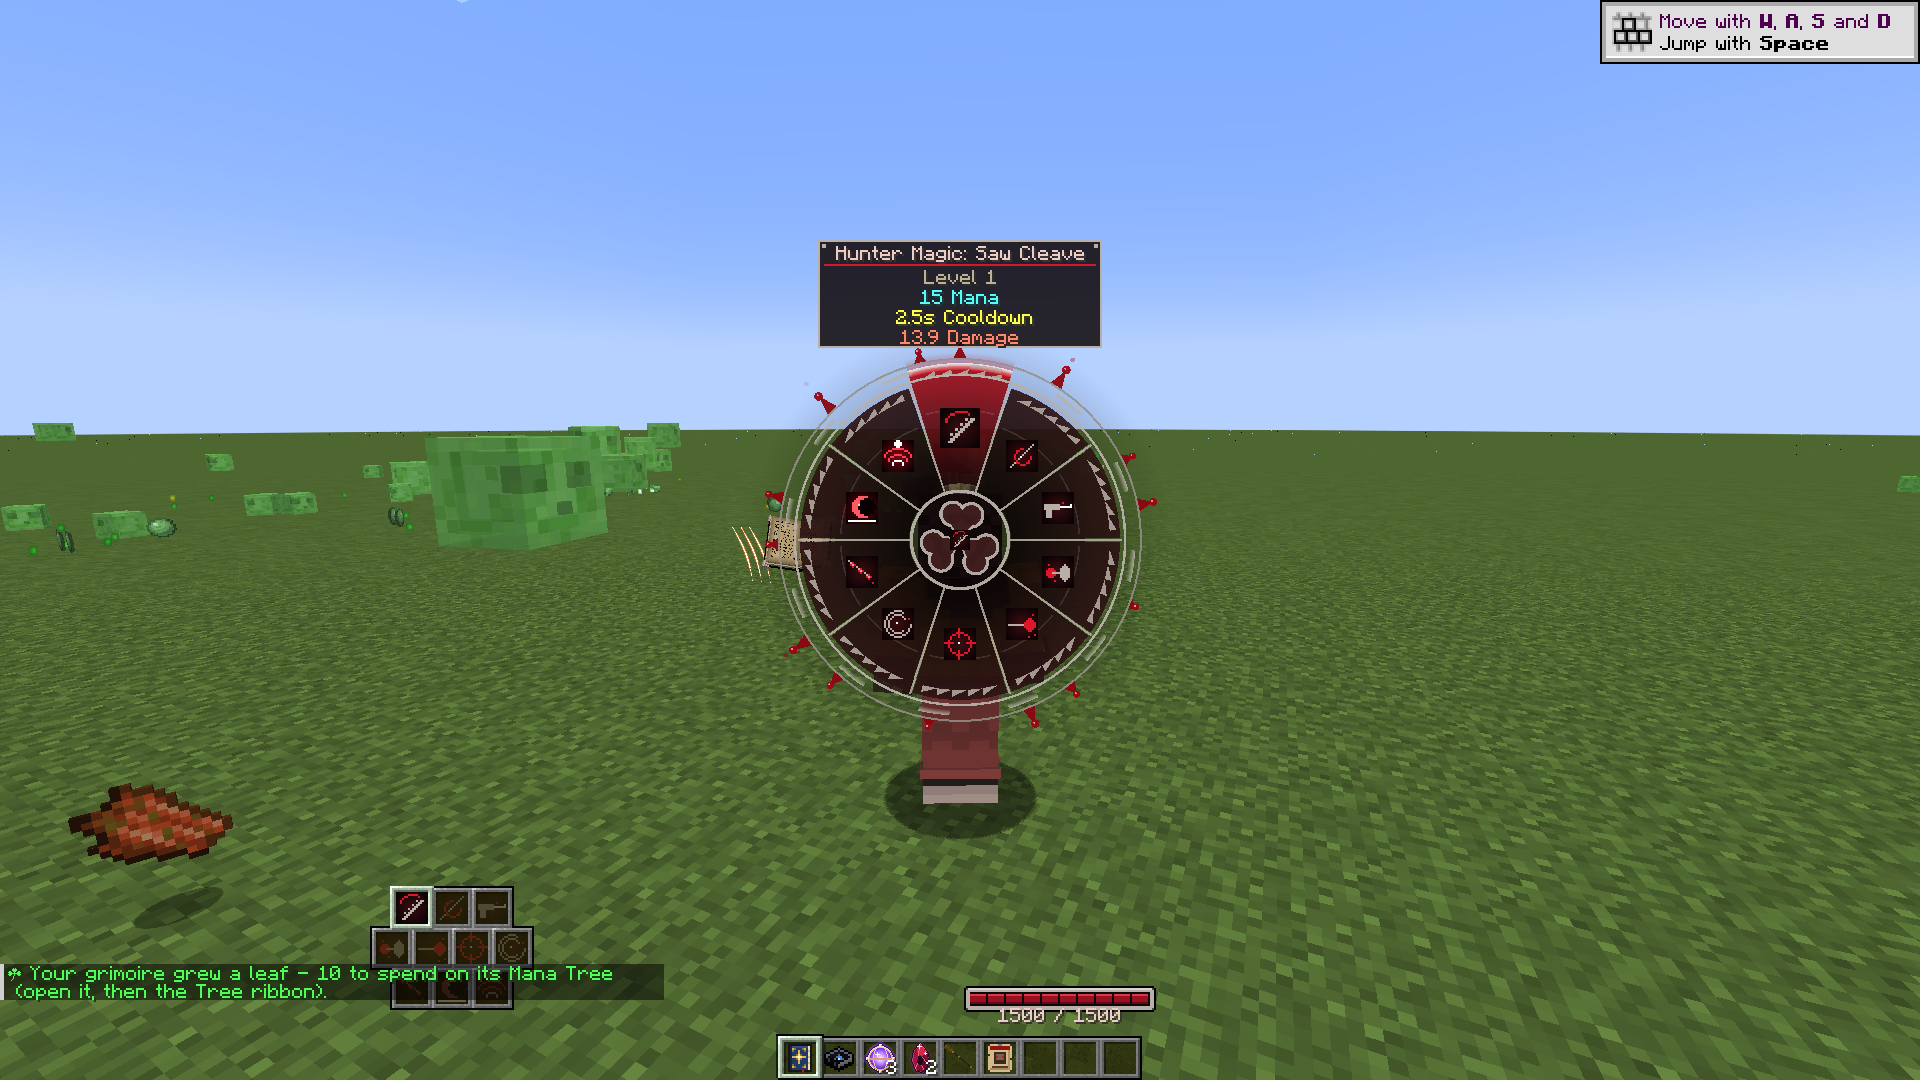 Move with W, A, S and D
Jump with Space
Hunter Magic: Saw Cleave
Level 1
15 Mana
2.5s Cooldown
13.9 Damage
Your grimoire grew a leaf - 10 to spend on its Mana Tree
(open it, then the Tree ribbon).
1500 / 1500
3
2